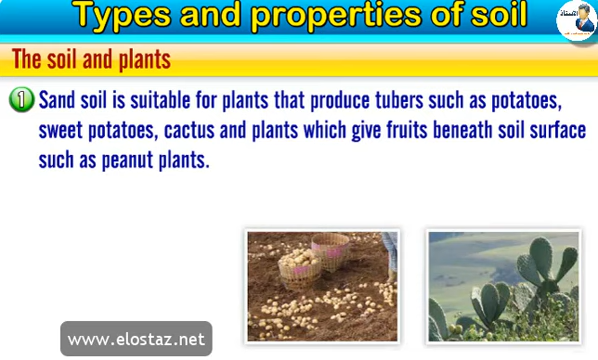 Types and properties of soil
الأستاذ
The soil and plants
1 Sand soil is suitable for plants that produce tubers such as potatoes,
sweet potatoes, cactus and plants which give fruits beneath soil surface
such as peanut plants.
www.elostaz.net